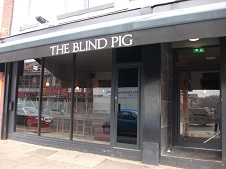 THE BLIND PIG